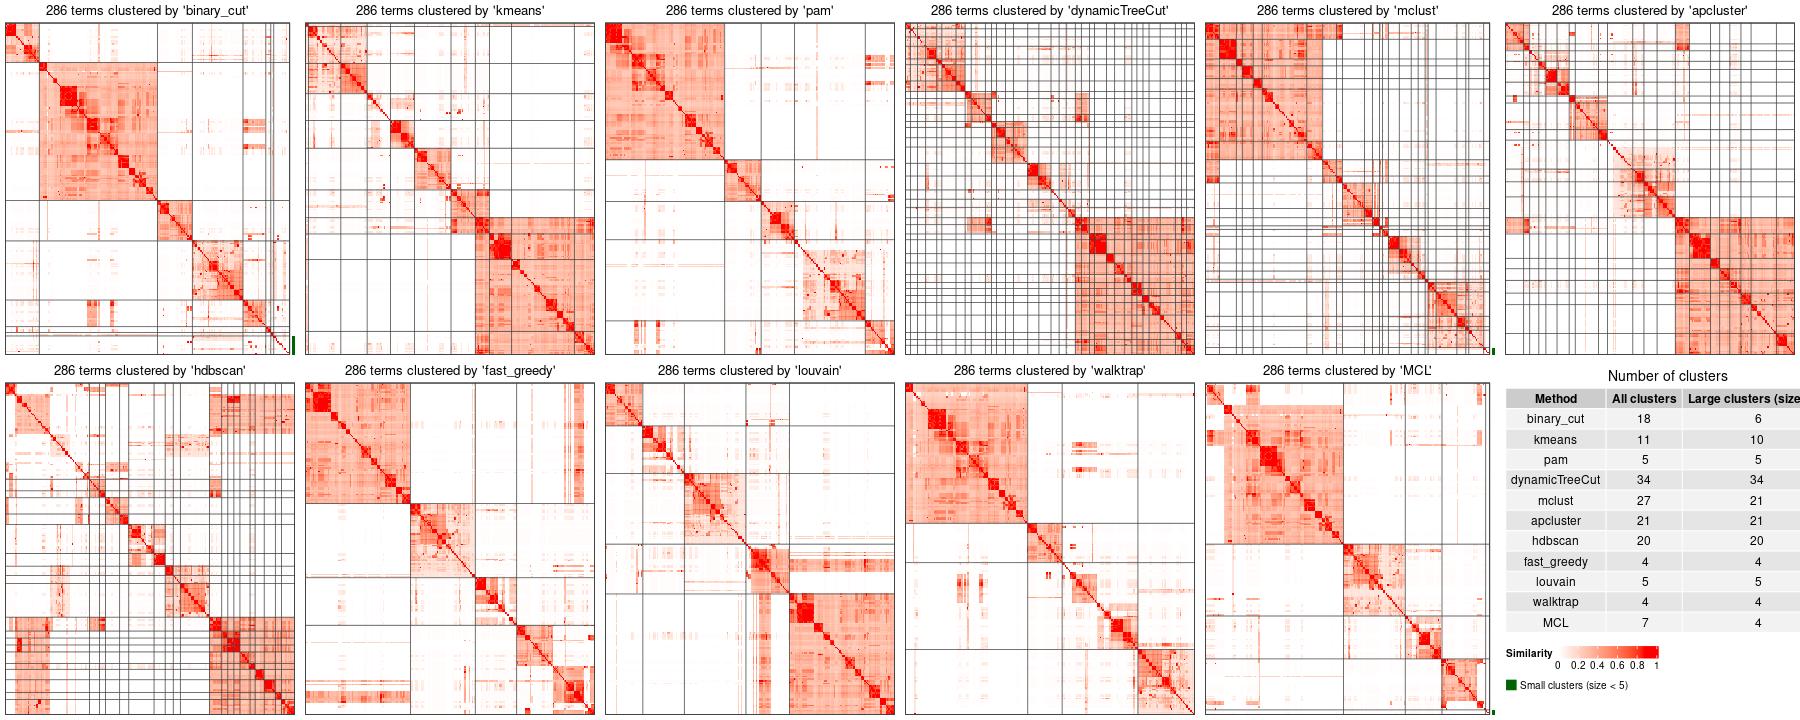 286 terms clustered by 'binary_cut'
286 terms clustered by 'kmeans'
286 terms clustered by 'pam'
286 terms clustered by 'dynamicTreeCut'
286 terms clustered by 'mclust'
286 terms clustered by 'apcluster'
286 terms clustered by 'hdbscan'
286 terms clustered by 'fast_greedy'
286 terms clustered by 'louvain'
286 terms clustered by 'walktrap'
286 terms clustered by 'MCL'
Number of clusters
Method All clusters Large clusters (size
binary_cut 18 6
kmeans 11 10
pam 5 5
dynamicTreeCut 34 34
mclust 27 21
apcluster 21 21
hdbscan 20 20
fast_greedy 4 4
louvain 5 5
walktrap 4 4
MCL 7 4
Similarity
0 0.2 0.4 0.6 0.8 1
Small clusters (size < 5)